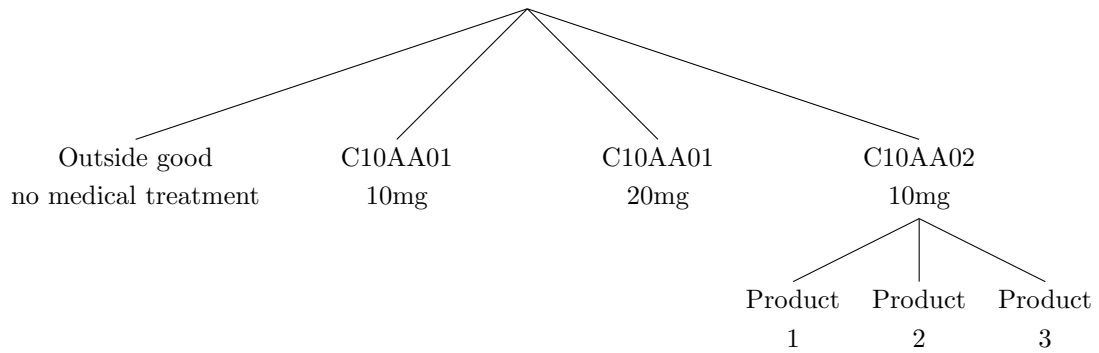 Outside good
no medical treatment
C10AA01
10mg
C10AA01
20mg
C10AA02
10mg
Product
1
Product
2
Product
3